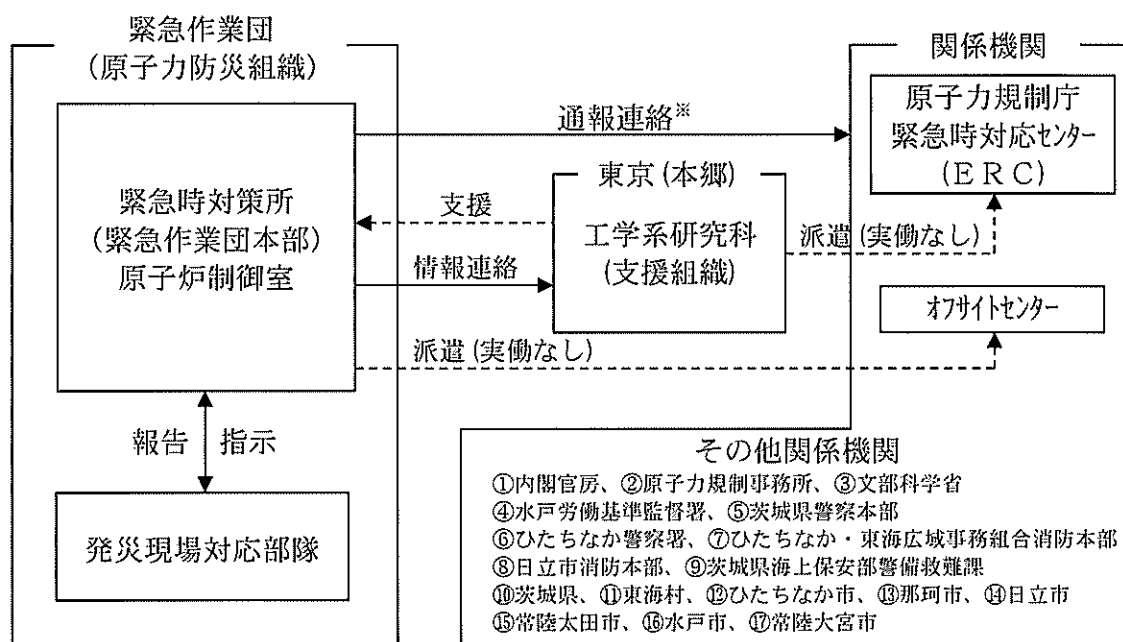 緊急作業団
(原子力防災組織)
緊急時対策所
(緊急作業団本部)
原子炉制御室
報告
指示
発災現場対応部隊
通報連絡※
支援
情報連絡
派遣(実働なし)
東京(本郷)
工学系研究科
(支援組織)
派遣(実働なし)
関係機関
原子力規制庁
緊急時対応センター
(ERC)
オフサイトセンター
その他関係機関
①内閣官房、②原子力規制事務所、③文部科学省
④水戸労働基準監督署、⑤茨城県警察本部
⑥ひたちなか警察署、⑦ひたちなか・東海広域事務組合消防本部
⑧日立市消防本部、⑨茨城県海上保安部警備救難課
⑩茨城県、⑪東海村、⑫ひたちなか市、⑬那珂市、⑭日立市
⑮常陸太田市、⑯水戸市、⑰常陸大宮市